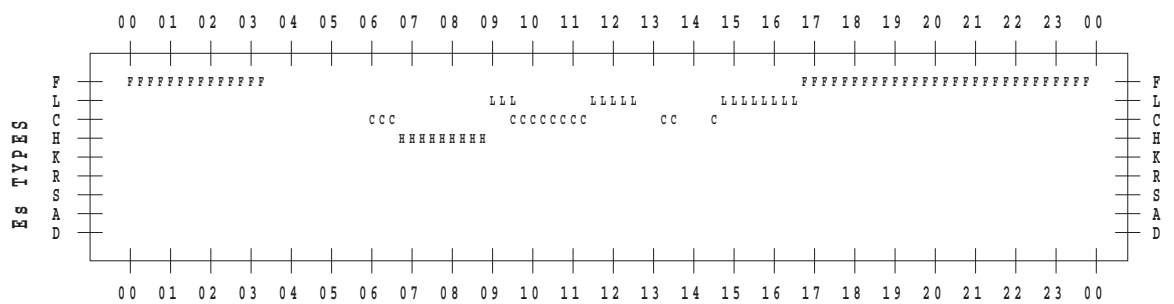 00 01 02 03 04 05 06 07 08 09 10 11 12 13 14 15 16 17 18 19 20 21 22 23 00
F FFFFFFFFFFFFFF FFFFFFFFFFFFFFFFFFFFFFFFFFFFF F
L LLL LLLLL LLLLLLLL L
C CCC CCCCCCCC CC C C
H HHHHHHHHH H
K K
R R
S S
A A
D D
Es TYPES
00 01 02 03 04 05 06 07 08 09 10 11 12 13 14 15 16 17 18 19 20 21 22 23 00